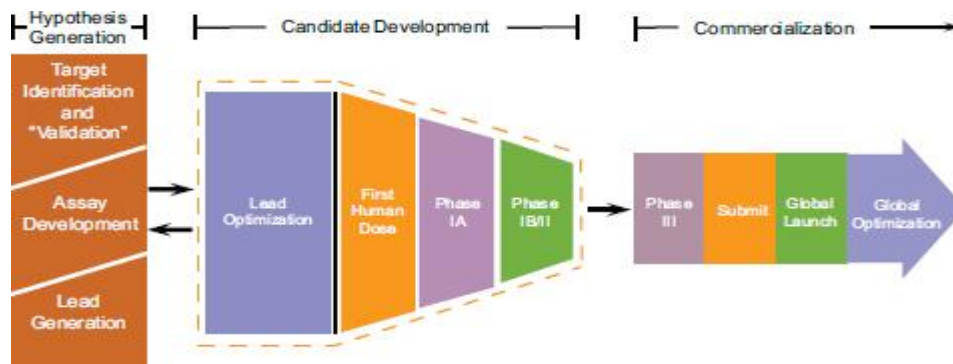 Hypothesis
Generation
Candidate Development
Commercialization
Target
Identification
and
"Validation"
Assay
Development
Lead
Generation
Lead
Optimization
First
Human
Dose
Phase
IA
Phase
IB/II
Phase
III
Submit
Global
Launch
Global
Optimization